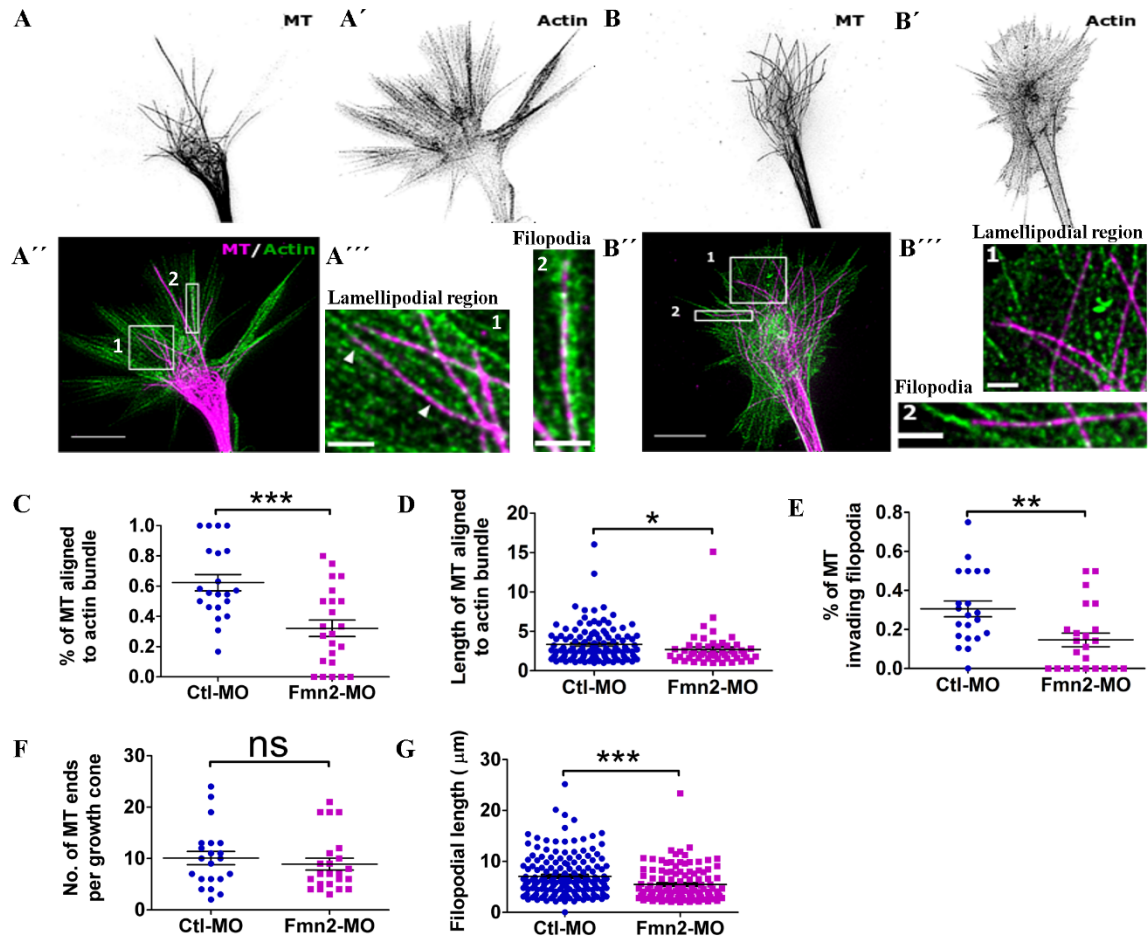 A MT
A´ Actin
B MT
B´ Actin
A´´ MT/Actin
1
2
A´´´ Lamellipodial region
1
Filopodia
2
B´´
1
2
B´´´ Lamellipodial region
1
Filopodia
2
C
***
% of MT aligned
to actin bundle
1.0
0.8
0.6
0.4
0.2
0.0
Ctl-MO Fmn2-MO
D
*
Length of MT aligned
to actin bundle
20
15
10
5
0
Ctl-MO Fmn2-MO
E
**
% of MT
invading filopodia
0.8
0.6
0.4
0.2
0.0
Ctl-MO Fmn2-MO
F
ns
No. of MT ends
per growth cone
30
20
10
0
Ctl-MO Fmn2-MO
G
***
Filopodial length ( μm)
30
20
10
0
Ctl-MO Fmn2-MO